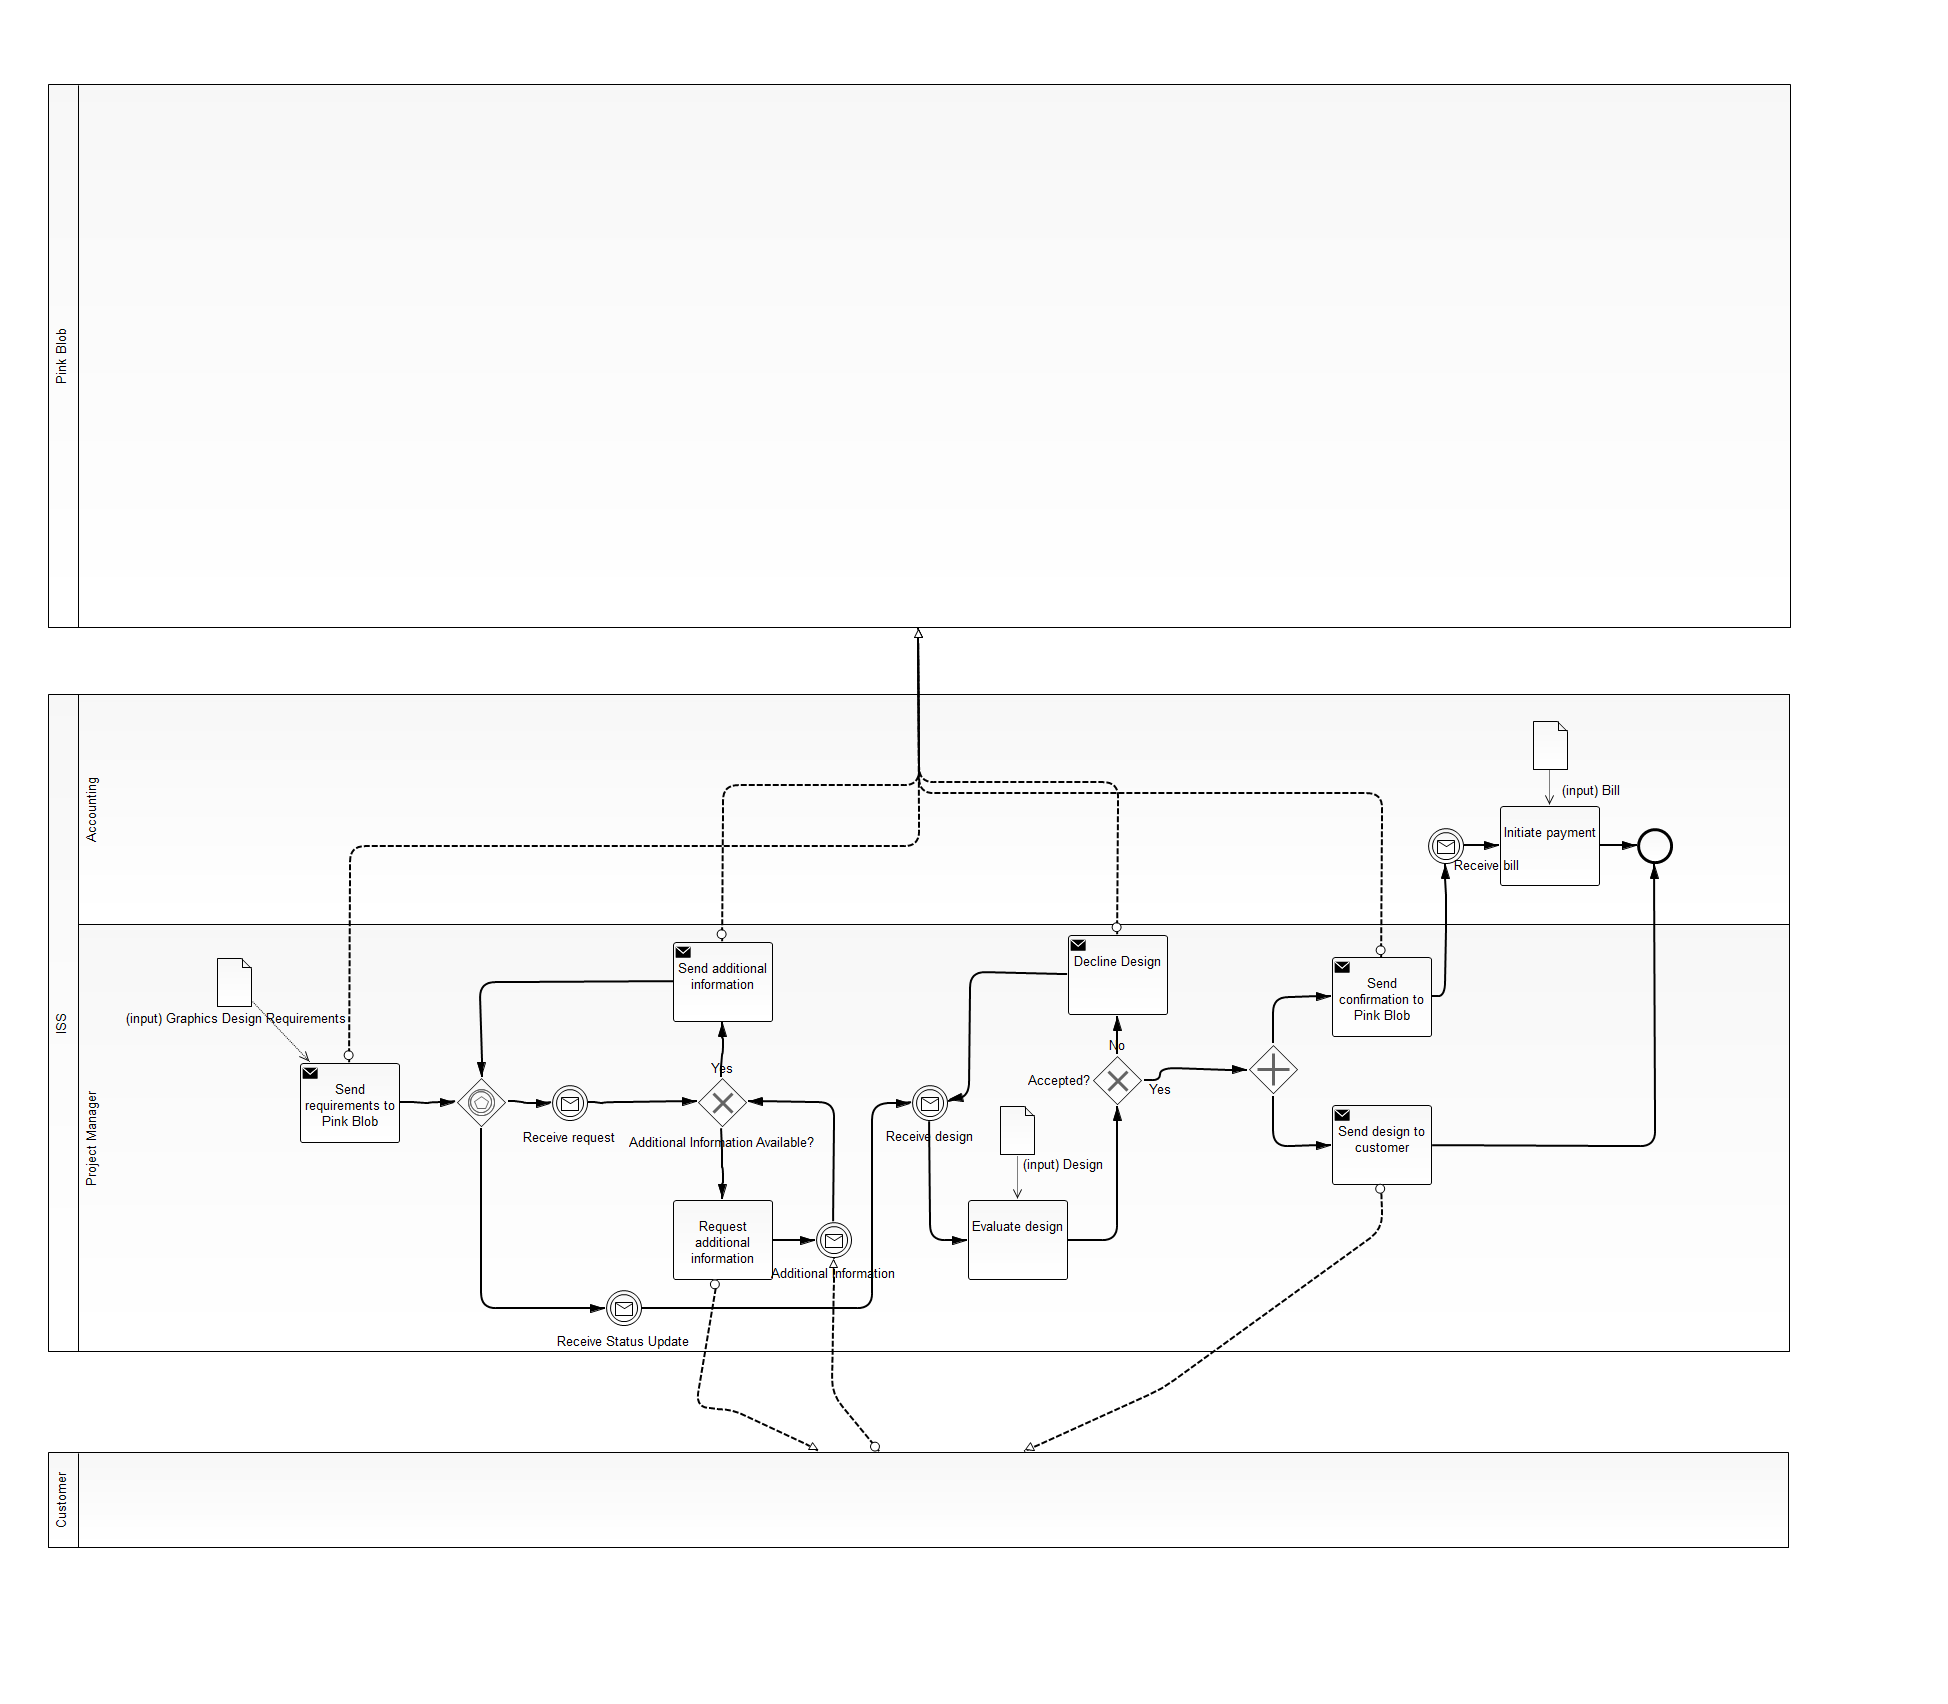 Pink Blob
ISS
Accounting
(input) Bill
Initiate payment
Receive bill
Project Manager
(input) Graphics Design Requirements
Send
requirements to
Pink Blob
Receive request
Send additional
information
Yes
Additional Information Available?
Request
additional
information
Additional Information
Receive Status Update
Receive design
(input) Design
Evaluate design
Decline Design
No
Accepted?
Yes
Send
confirmation to
Pink Blob
Send design to
customer
Customer